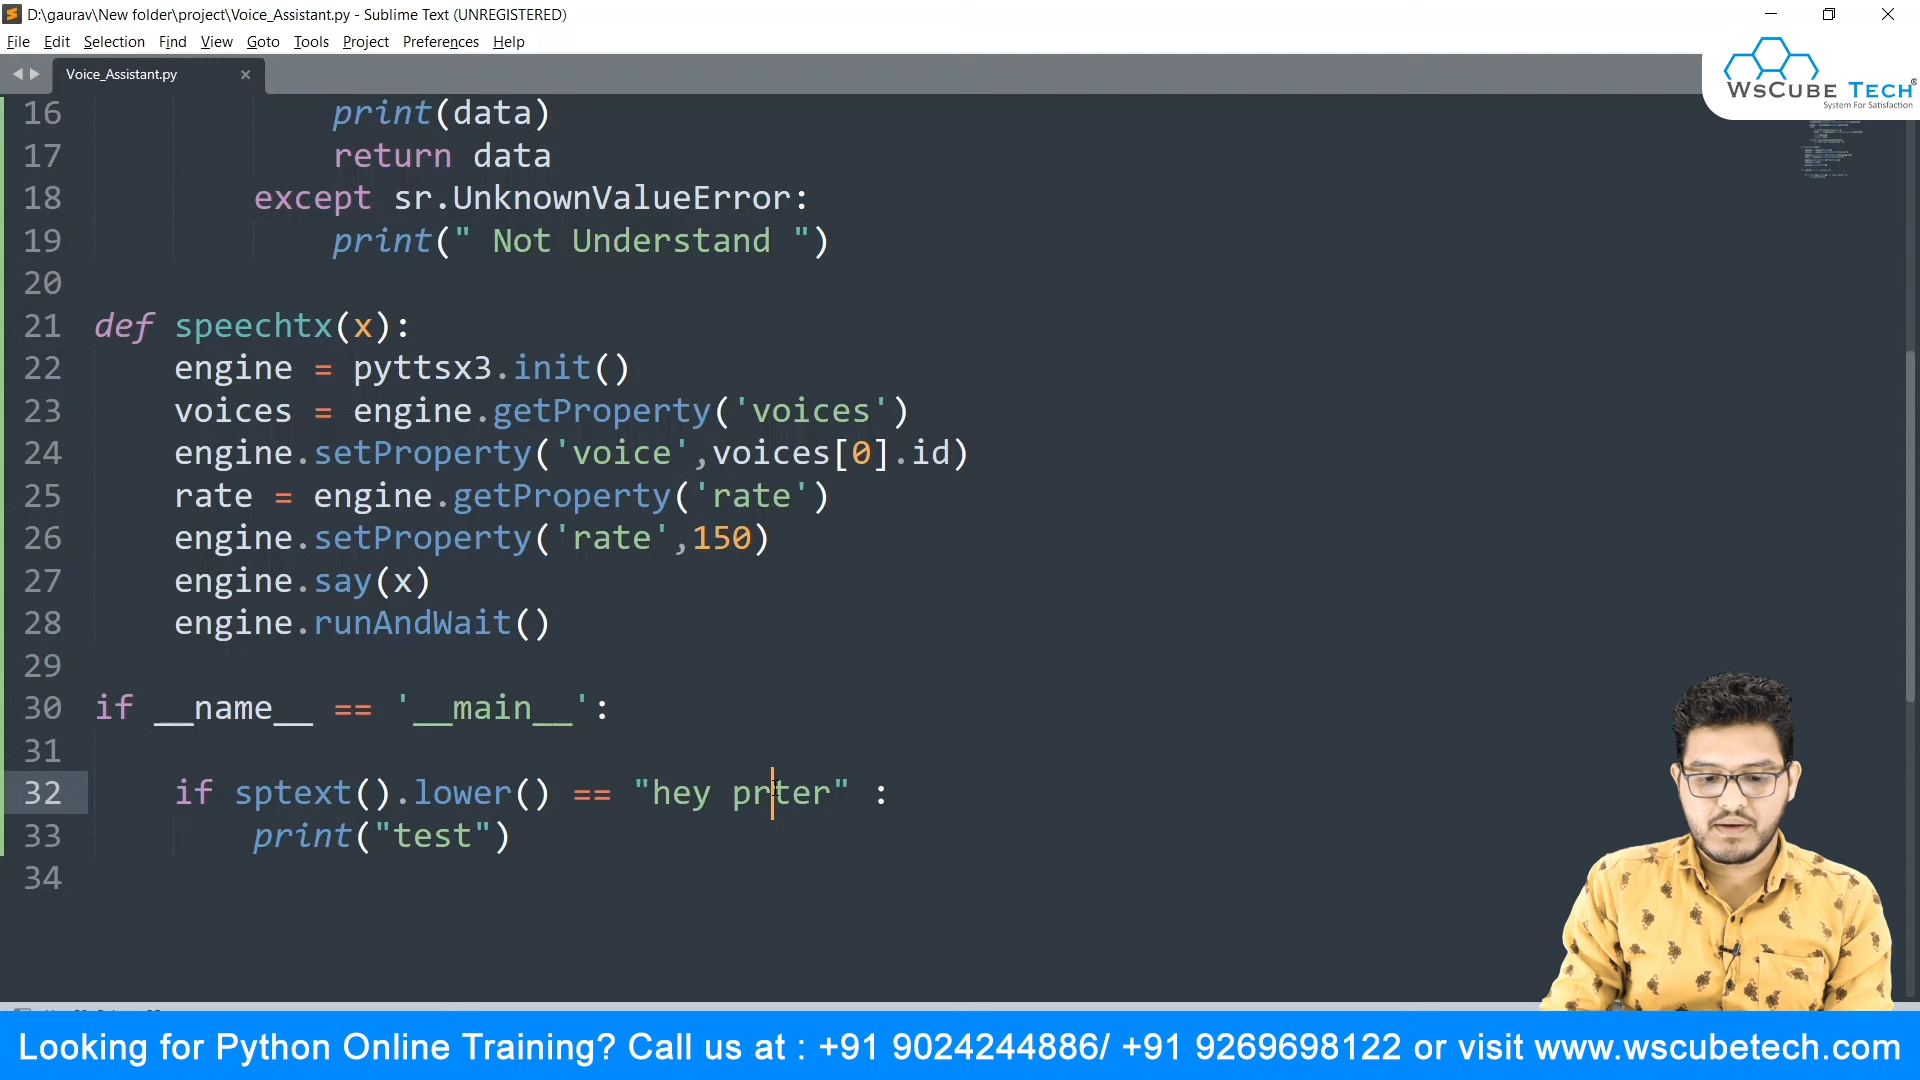 D:\gaurav\New folder\project\Voice_Assistant.py - Sublime Text (UNREGISTERED)
File Edit Selection Find View Goto Tools Project Preferences Help
Voice_Assistant.py
WsCube Tech®
System For Satisfaction
16 print(data)
17 return data
18 except sr.UnknownValueError:
19 print(" Not Understand ")
20
21 def speechtx(x):
22 engine = pyttsx3.init()
23 voices = engine.getProperty('voices')
24 engine.setProperty('voice',voices[0].id)
25 rate = engine.getProperty('rate')
26 engine.setProperty('rate',150)
27 engine.say(x)
28 engine.runAndWait()
29
30 if __name__ == '__main__':
31
32 if sptext().lower() == "hey prter" :
33 print("test")
34
Looking for Python Online Training? Call us at : +91 9024244886/ +91 9269698122 or visit www.wscubetech.com